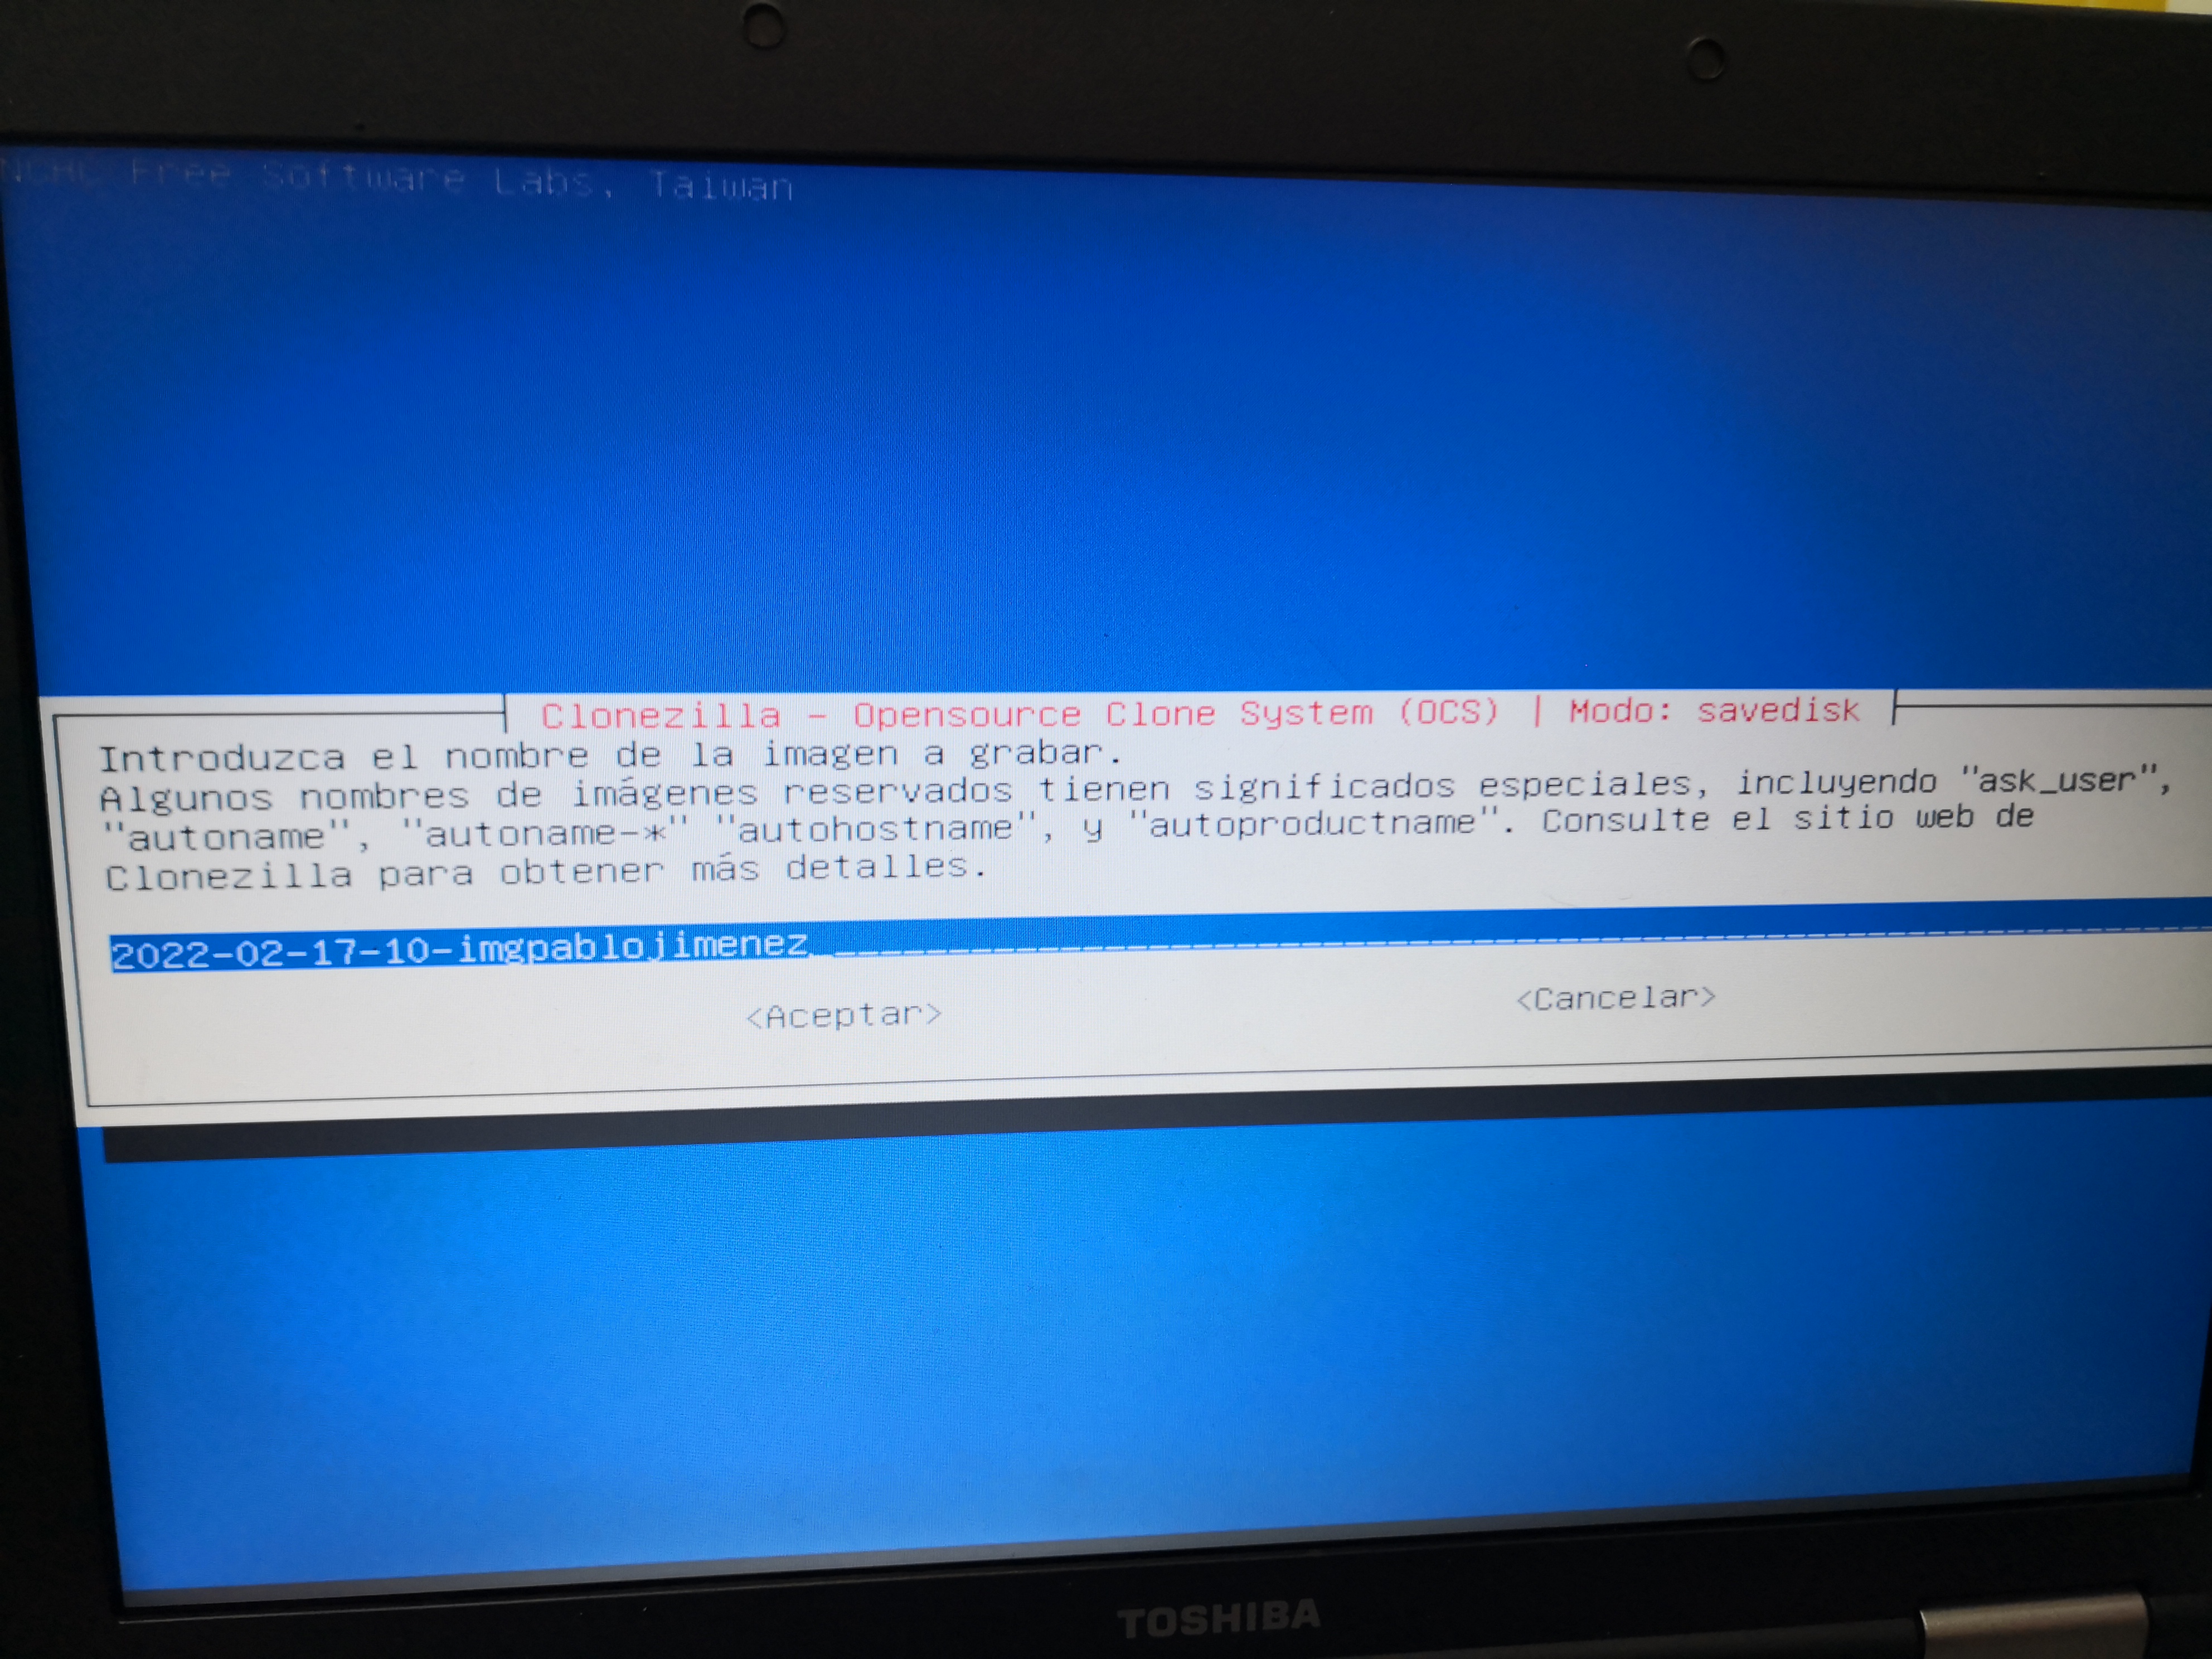 NCHC Free Software Labs, Taiwan
Clonezilla - Opensource Clone System (OCS) | Modo: savedisk
Introduzca el nombre de la imagen a grabar.
Algunos nombres de imágenes reservados tienen significados especiales, incluyendo "ask_user",
"autoname", "autoname-*" "autohostname", y "autoproductname". Consulte el sitio web de
Clonezilla para obtener más detalles.
2022-02-17-10-imgpablojimenez
<Aceptar> <Cancelar>
TOSHIBA